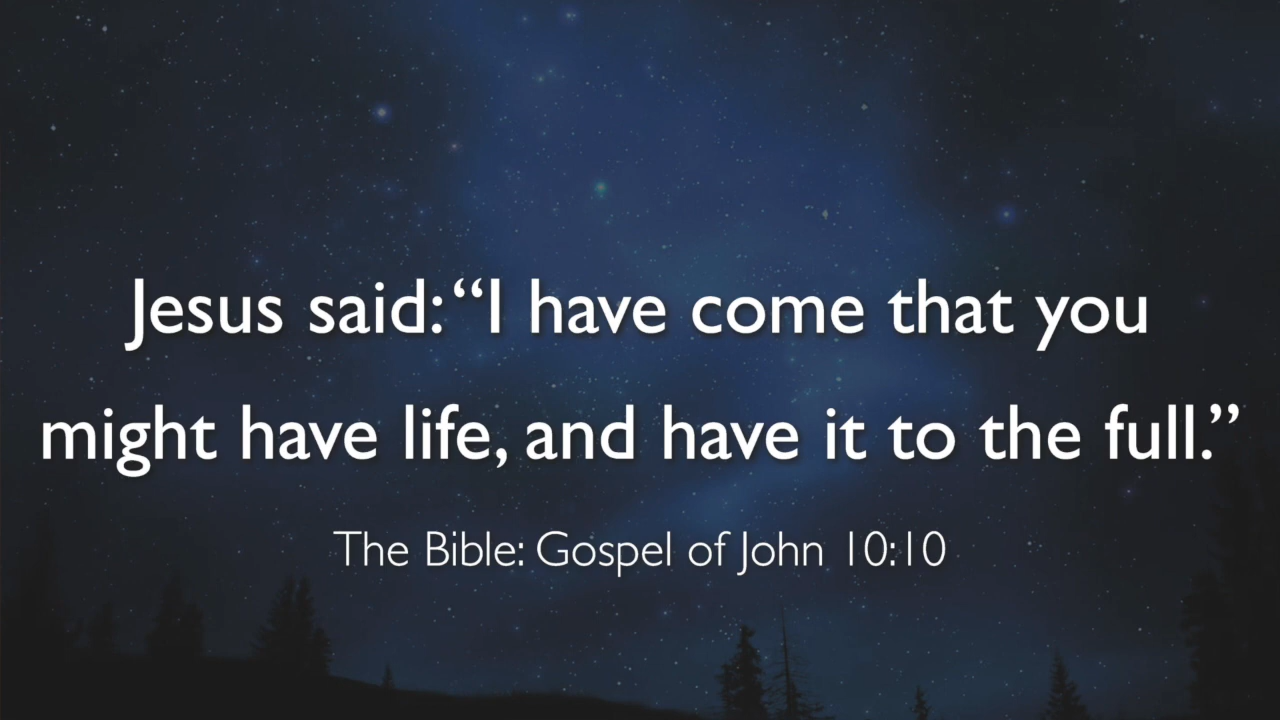 Jesus said: “I have come that you
might have life, and have it to the full.”
The Bible: Gospel of John 10:10